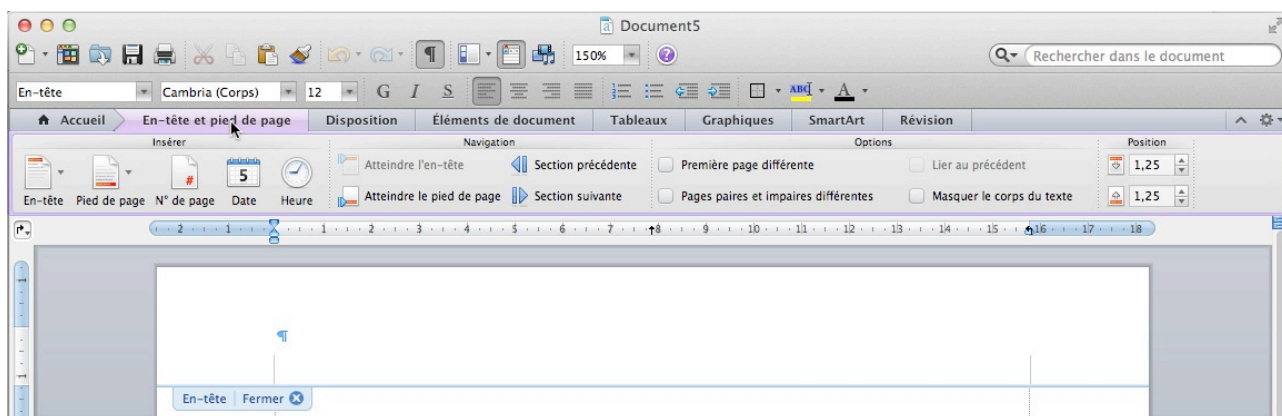 Document5
150%
Rechercher dans le document
En-tête Cambria (Corps) 12 G I S ABC A
Accueil En-tête et pied de page Disposition Éléments de document Tableaux Graphiques SmartArt Révision
Insérer Navigation Options Position
Atteindre l'en-tête Section précédente Première page différente Lier au précédent 1,25
# 5
Atteindre le pied de page Section suivante Pages paires et impaires différentes Masquer le corps du texte 1,25
En-tête Pied de page N° de page Date Heure
2 1 1 2 3 4 5 6 7 8 9 10 11 12 13 14 15 16 17 18
1
¶
1
En-tête Fermer